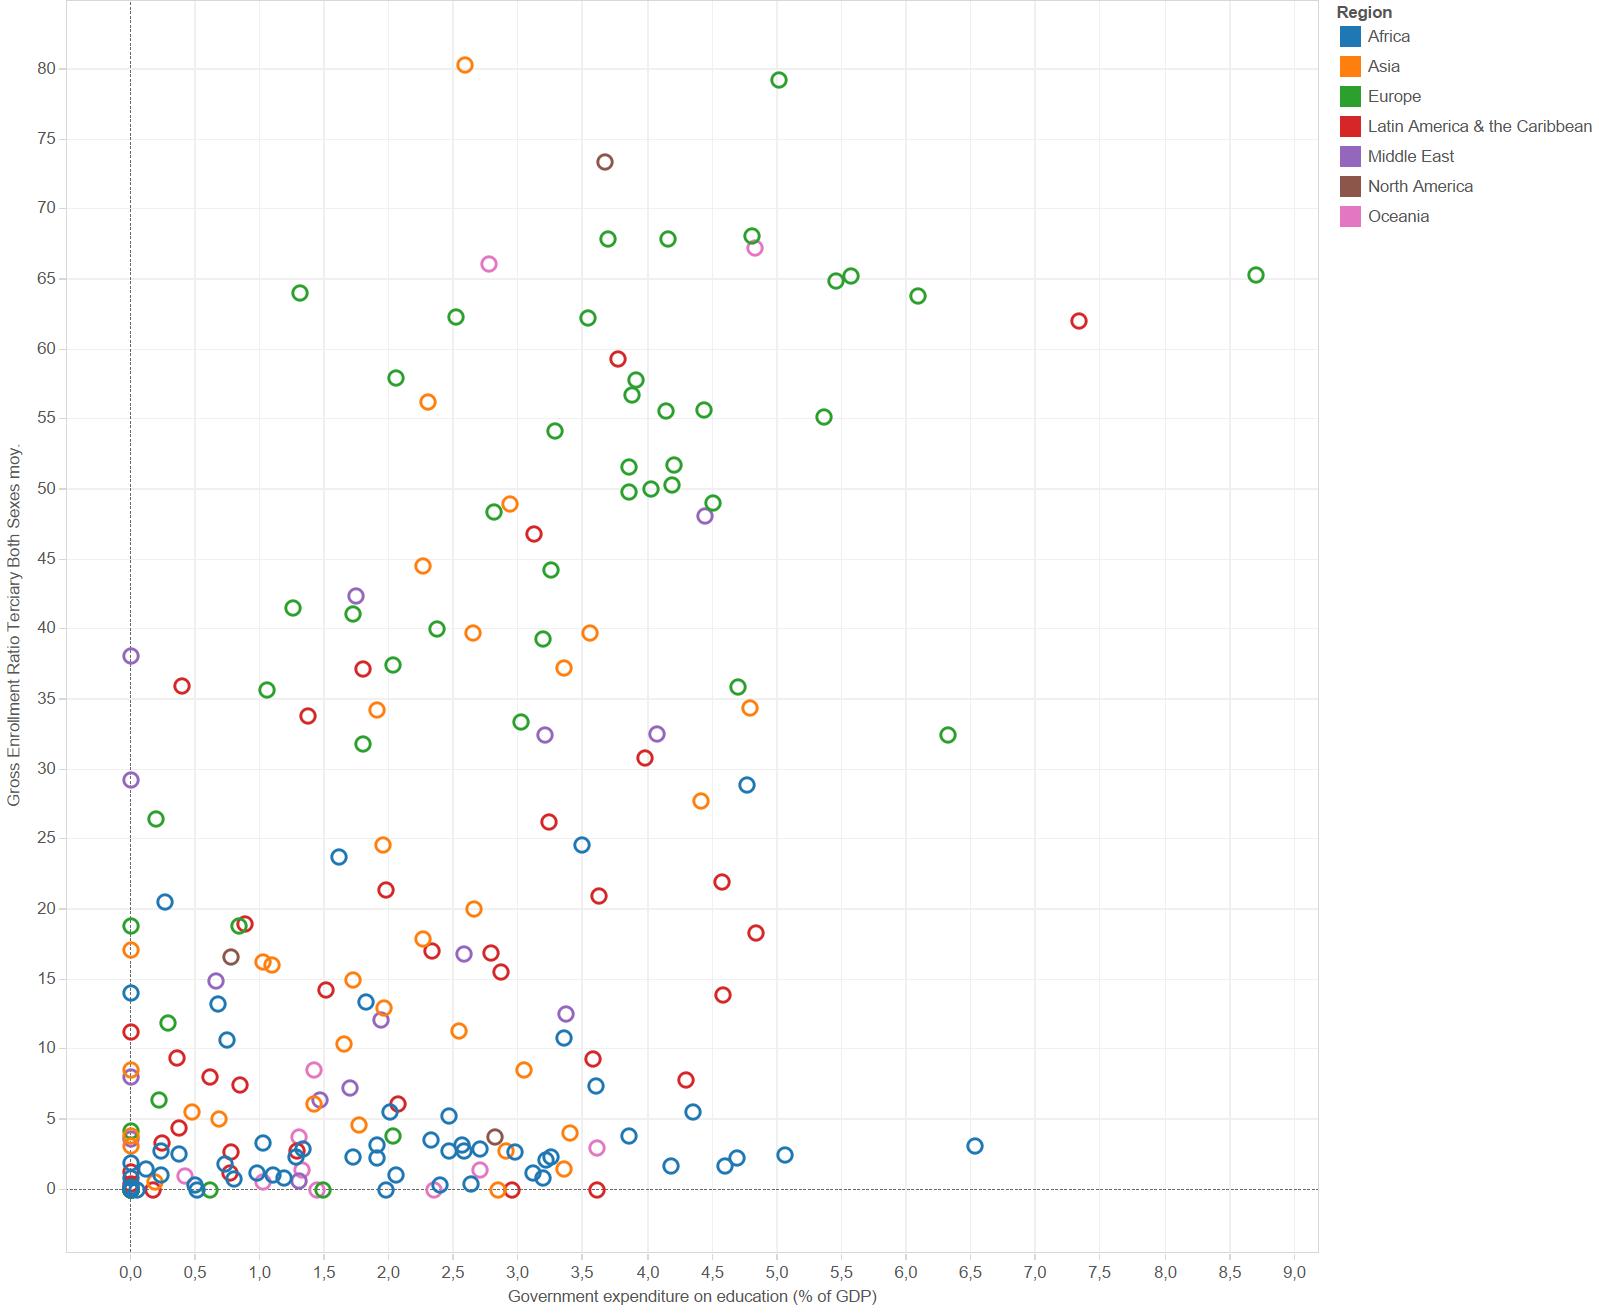 Region
Africa
Asia
Europe
Latin America & the Caribbean
Middle East
North America
Oceania
Gross Enrollment Ratio Terciary Both Sexes moy.
80
75
70
65
60
55
50
45
40
35
30
25
20
15
10
5
0
0,0 0,5 1,0 1,5 2,0 2,5 3,0 3,5 4,0 4,5 5,0 5,5 6,0 6,5 7,0 7,5 8,0 8,5 9,0
Government expenditure on education (% of GDP)